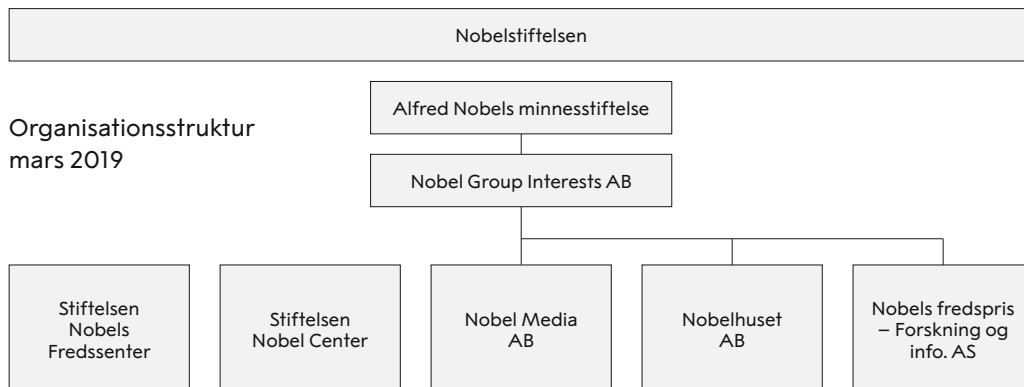 Nobelstiftelsen
Alfred Nobels minnesstiftelse
Organisationsstruktur
mars 2019
Nobel Group Interests AB
Stiftelsen
Nobels
Fredssenter
Stiftelsen
Nobel Center
Nobel Media
AB
Nobelhuset
AB
Nobels fredspris
– Forskning og
info. AS